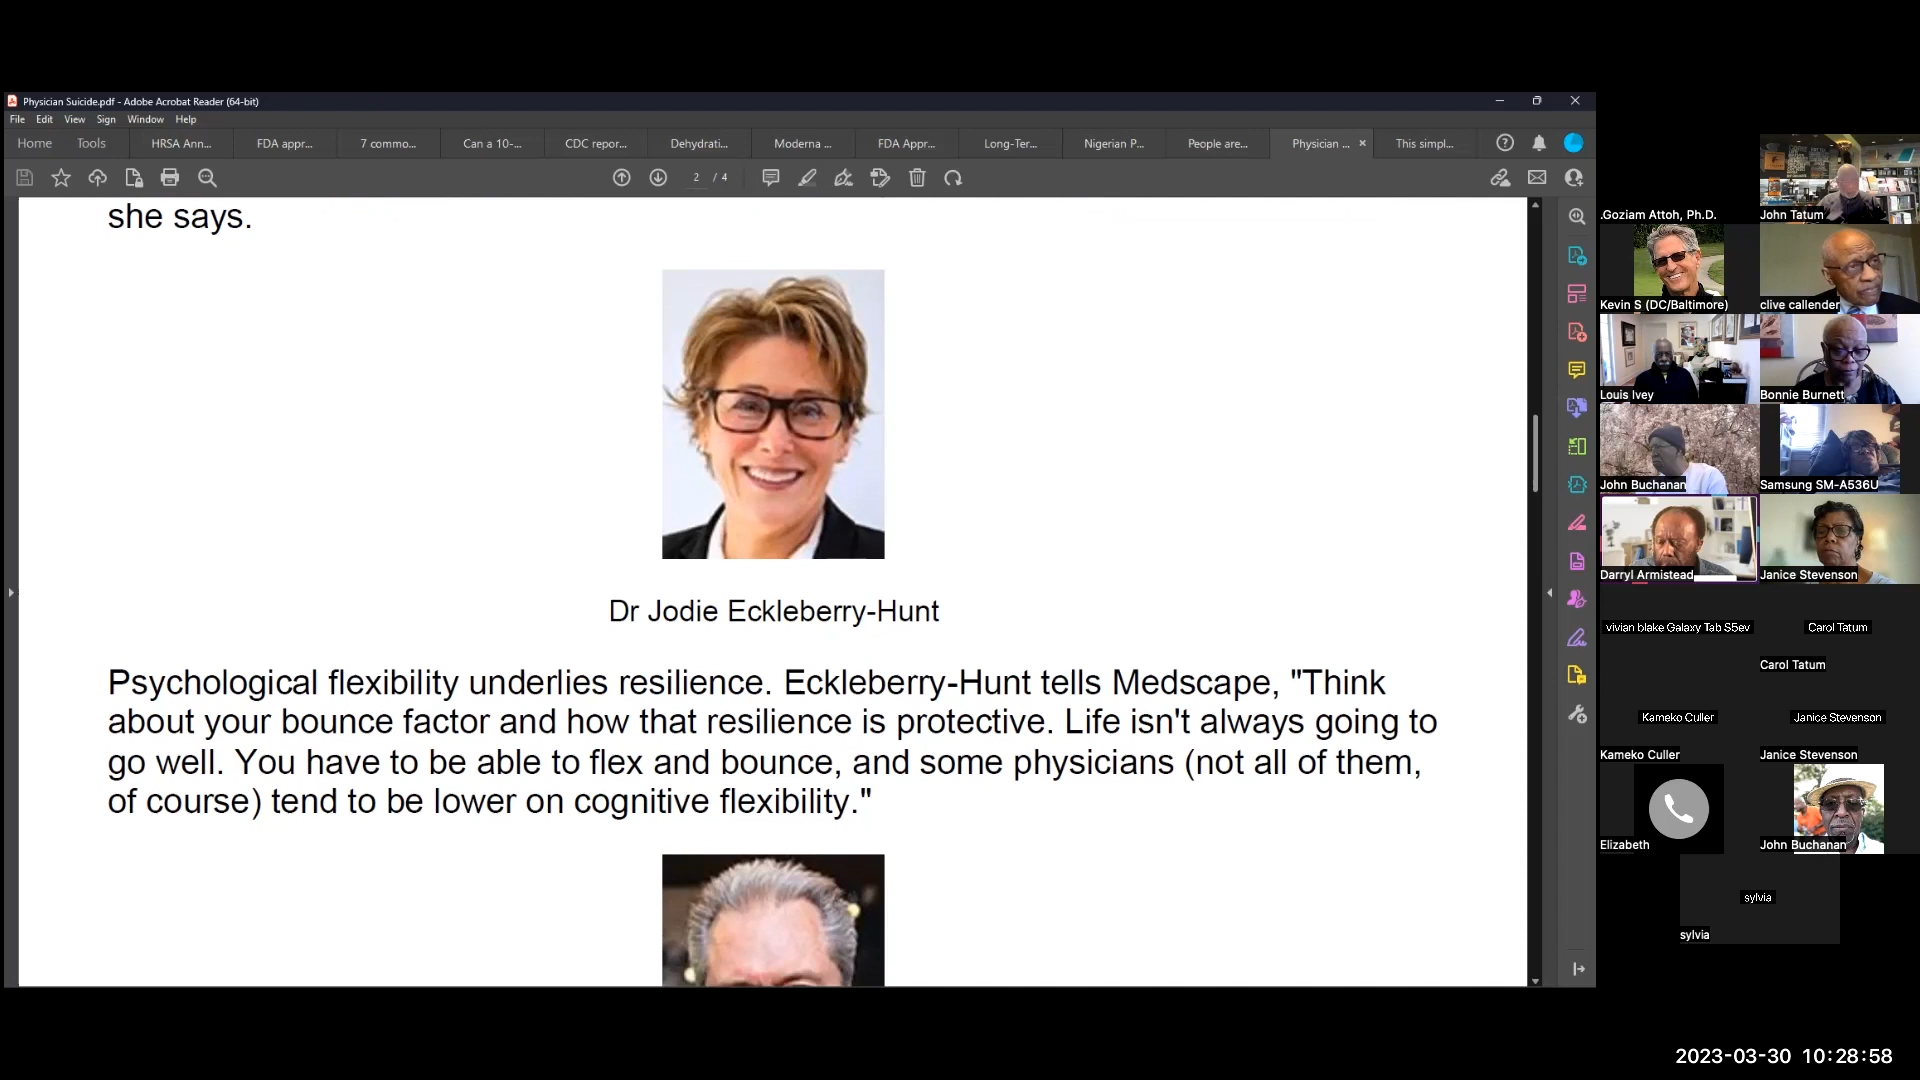 Physician Suicide.pdf - Adobe Acrobat Reader (64-bit)
File Edit View Sign Window Help
Home Tools HRSA Ann... FDA appr... 7 commo... Can a 10-... CDC repor... Dehydrati... Moderna ... FDA Appr... Long-Ter... Nigerian P... People are... Physician ... This simpl...
2 / 4
she says.
Dr Jodie Eckleberry-Hunt
Psychological flexibility underlies resilience. Eckleberry-Hunt tells Medscape, "Think
about your bounce factor and how that resilience is protective. Life isn't always going to
go well. You have to be able to flex and bounce, and some physicians (not all of them,
of course) tend to be lower on cognitive flexibility."
.Goziam Attoh, Ph.D.
John Tatum
Kevin S (DC/Baltimore)
clive callender
Louis Ivey
Bonnie Burnett
John Buchanan
Samsung SM-A536U
Darryl Armistead
Janice Stevenson
vivian blake Galaxy Tab S5ev
Carol Tatum
Carol Tatum
Kameko Culler
Janice Stevenson
Kameko Culler
Janice Stevenson
Elizabeth
John Buchanan
sylvia
sylvia
2023-03-30 10:28:58